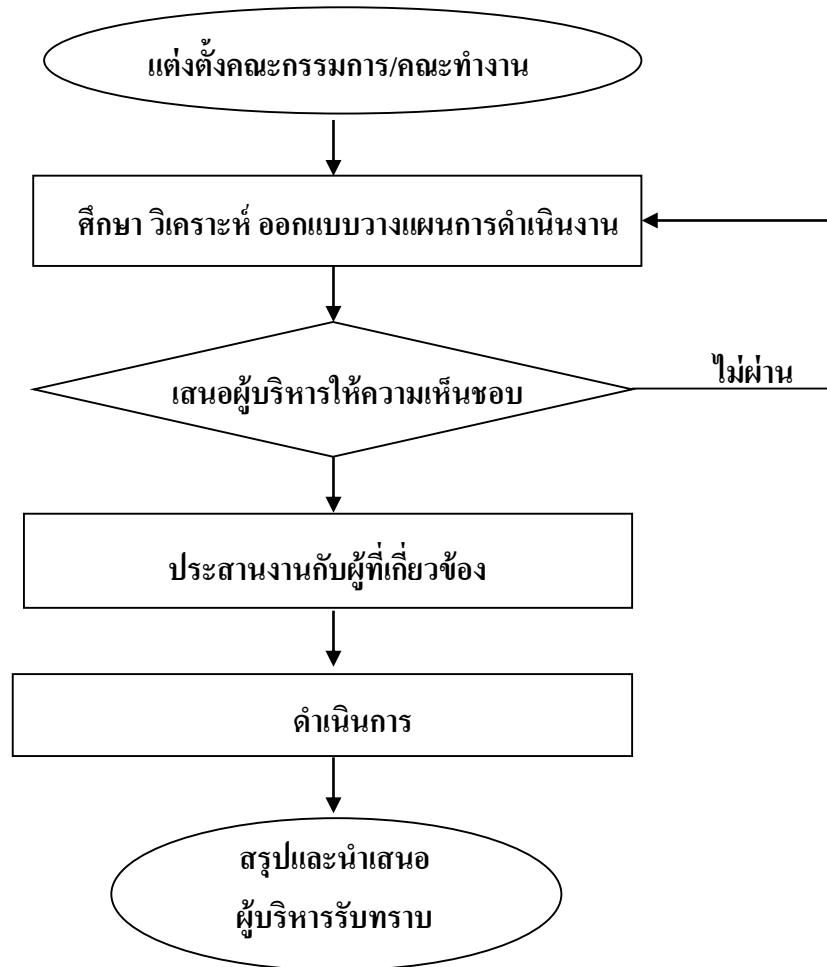 แต่งตั้งคณะกรรมการ/คณะทำงาน
ศึกษา วิเคราะห์ ออกแบบวางแผนการดำเนินงาน
เสนอผู้บริหารให้ความเห็นชอบ
ไม่ผ่าน
ประสานงานกับผู้ที่เกี่ยวข้อง
ดำเนินการ
สรุปและนำเสนอ
ผู้บริหารรับทราบ